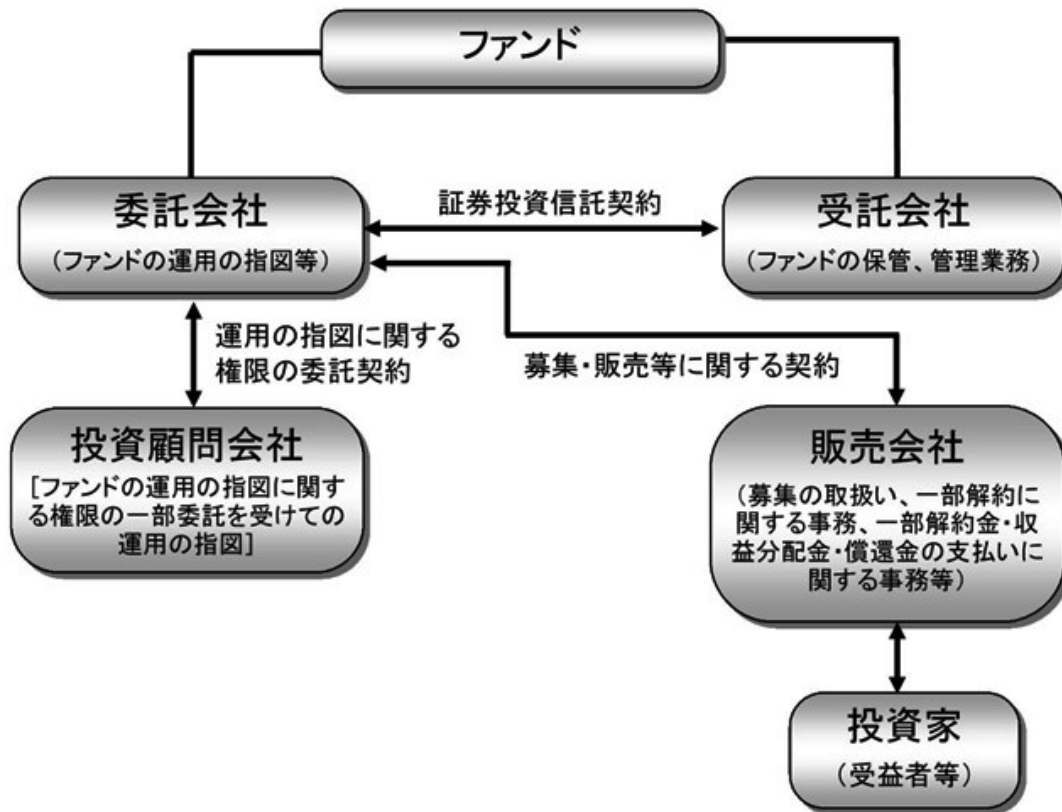 ファンド
委託会社
（ファンドの運用の指図等）
証券投資信託契約
受託会社
（ファンドの保管、管理業務）
運用の指図に関する
権限の委託契約
募集・販売等に関する契約
投資顧問会社
[ファンドの運用の指図に関す
る権限の一部委託を受けての
運用の指図]
販売会社
（募集の取扱い、一部解約に
関する事務、一部解約金・収
益分配金・償還金の支払いに
関する事務等）
投資家
（受益者等）